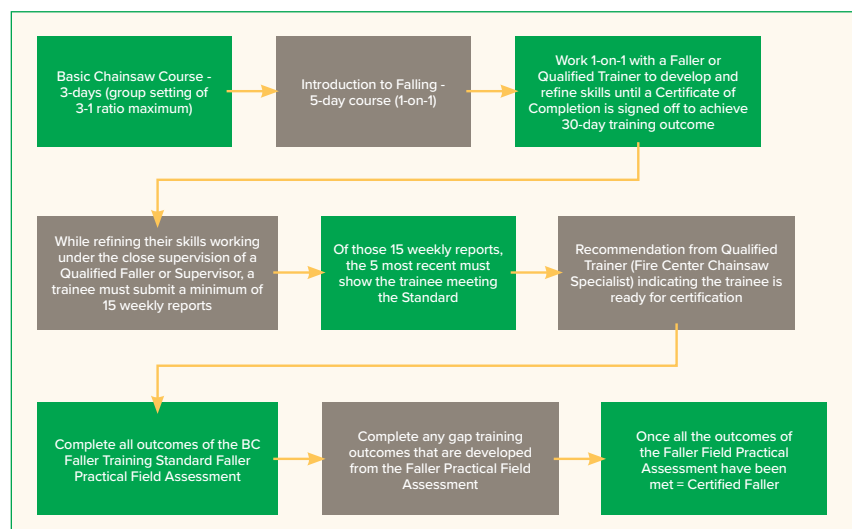 Basic Chainsaw Course -
3-days (group setting of
3-1 ratio maximum)
Introduction to Falling -
5-day course (1-on-1)
Work 1-on-1 with a Faller or
Qualified Trainer to develop and
refine skills until a Certificate of
Completion is signed off to achieve
30-day training outcome
While refining their skills working
under the close supervision of a
Qualified Faller or Supervisor, a
trainee must submit a minimum of
15 weekly reports
Of those 15 weekly reports,
the 5 most recent must
show the trainee meeting
the Standard
Recommendation from Qualified
Trainer (Fire Center Chainsaw
Specialist) indicating the trainee is
ready for certification
Complete all outcomes of the BC
Faller Training Standard Faller
Practical Field Assessment
Complete any gap training
outcomes that are developed
from the Faller Practical Field
Assessment
Once all the outcomes of
the Faller Field Practical
Assessment have been
met = Certified Faller